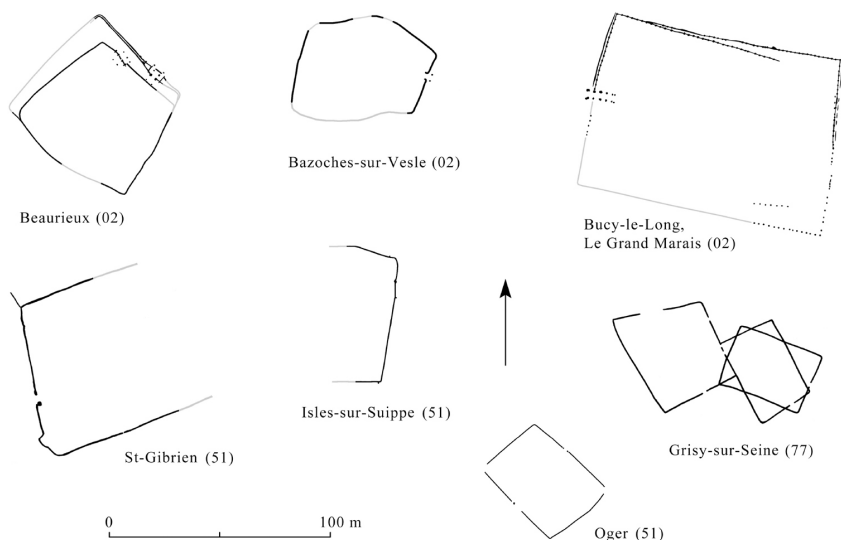 Bazoches-sur-Vesle (02)
Beaurieux (02)
Bucy-le-Long,
Le Grand Marais (02)
Isles-sur-Suippe (51)
St-Gibrien (51)
Grisy-sur-Seine (77)
Oger (51)
0
100 m